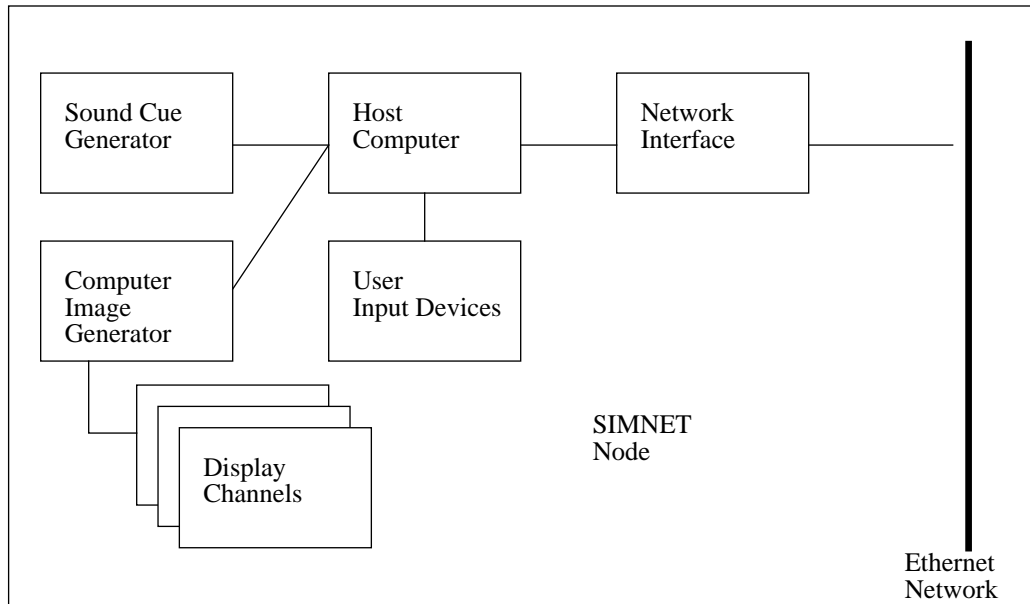 Sound Cue
Generator
Host
Computer
Network
Interface
Computer
Image
Generator
User
Input Devices
SIMNET
Node
Display
Channels
Ethernet
Network